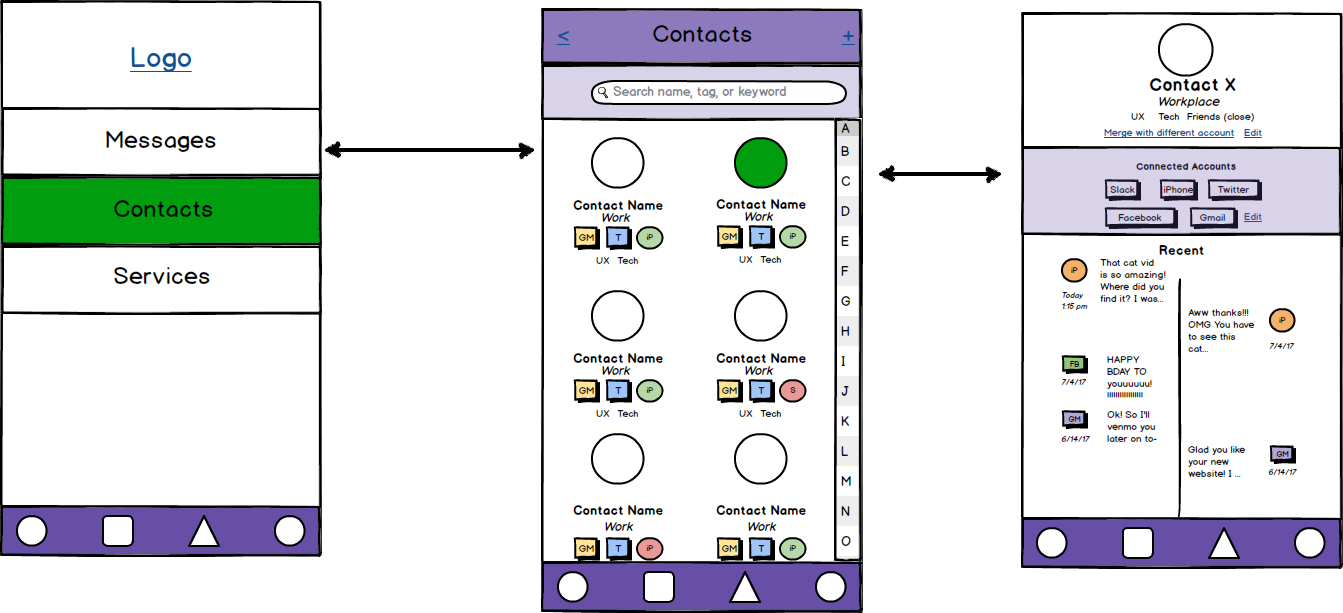 Logo
Messages
Contacts
Services
< Contacts +
Search name, tag, or keyword
A
B
C
D
E
F
G
H
I
J
K
L
M
N
O
Contact Name Contact Name
Work Work
GM T iP GM T iP
UX Tech UX Tech
Contact Name Contact Name
Work Work
GM T iP GM T S
UX Tech UX Tech
Contact Name Contact Name
Work Work
GM T iP GM T iP
Contact X
Workplace
UX Tech Friends (close)
Merge with different account Edit
Connected Accounts
Slack iPhone Twitter
Facebook Gmail Edit
Recent
iP
Today
1:15 pm
That cat vid
is so amazing!
Where did you
find it? I was...
Aww thanks!!!
OMG You have
to see this
cat...
iP
7/4/17
FB
7/4/17
HAPPY
BDAY TO
youuuuuu!
!!!!!!!!!!!!!!!!!!
GM
6/14/17
Ok! So I'll
venmo you
later on to-
Glad you like
your new
website! I ...
GM
6/14/17